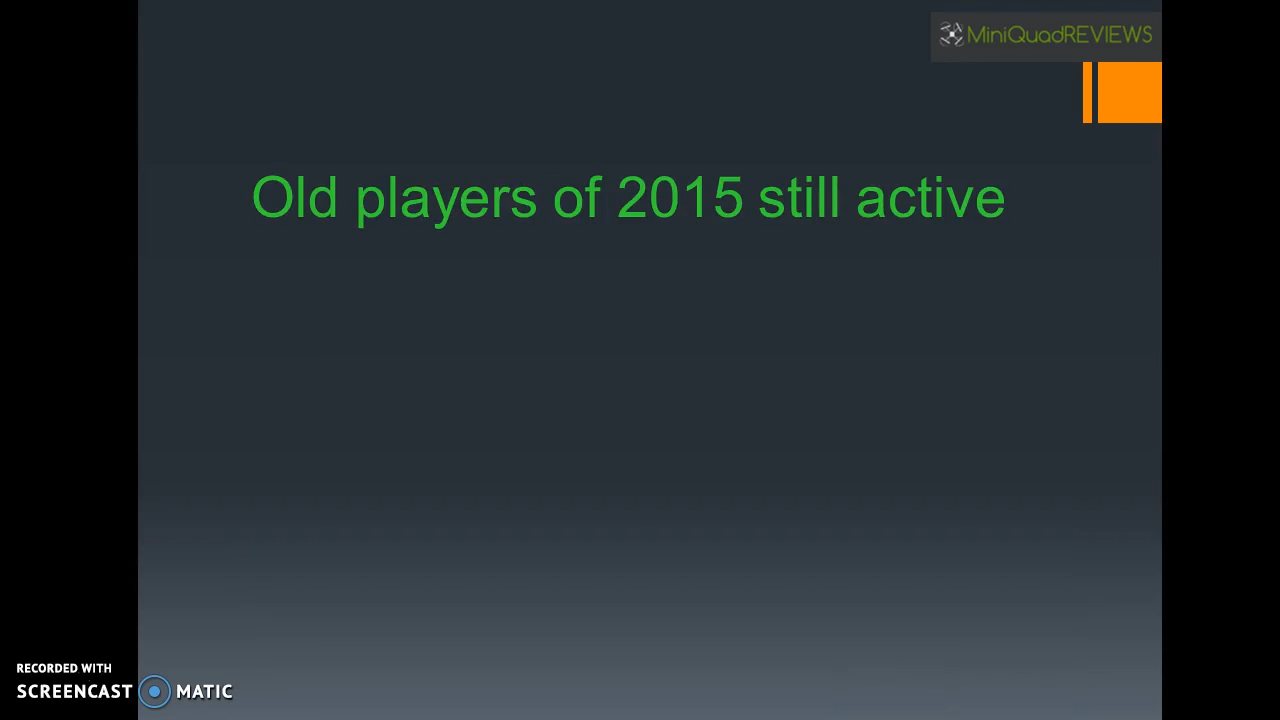 MiniQuadREVIEWS
Old players of 2015 still active
RECORDED WITH
SCREENCAST MATIC